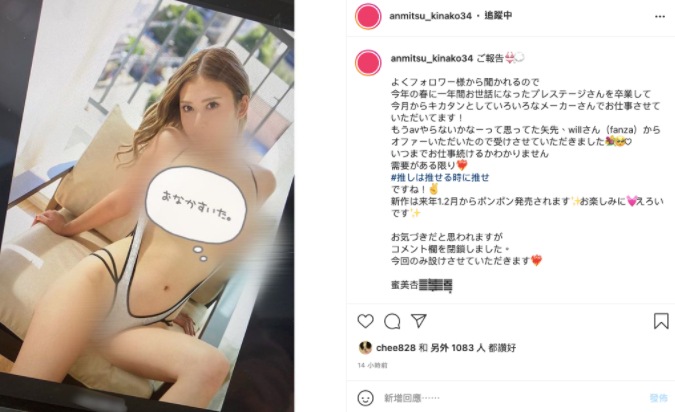 おなかすいた。
anmitsu_kinako34 • 追蹤中
anmitsu_kinako34 ご報告👙💭
よくフォロワー様から聞かれるので
今年の春に一年間お世話になったプレステージさんを卒業して
今月からキカタンとしていろいろなメーカーさんでお仕事させて
いただいてます！
もうavやらないかなーって思ってた矢先、willさん（fanza）から
オファーいただいたので受けさせていただきました
いつまでお仕事続けるかわかりません
需要がある限り❤️‍🔥
#推しは推せる時に推せ
ですね！✌️
新作は来年1.2月からポンポン発売されます✨お楽しみに💓えろい
です✨
お気づきだと思われますが
コメント欄を閉鎖しました。
今回のみ設けさせていただきます❤️‍🔥
蜜美杏
chee828 和 另外 1083 人 都讚好
14 小時前
新增回應……
發佈